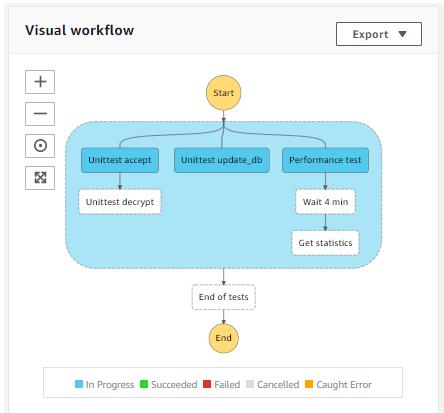 Visual workflow
Export
Start
Unittest accept
Unittest update_db
Performance test
Unittest decrypt
Wait 4 min
Get statistics
End of tests
End
In Progress
Succeeded
Failed
Cancelled
Caught Error